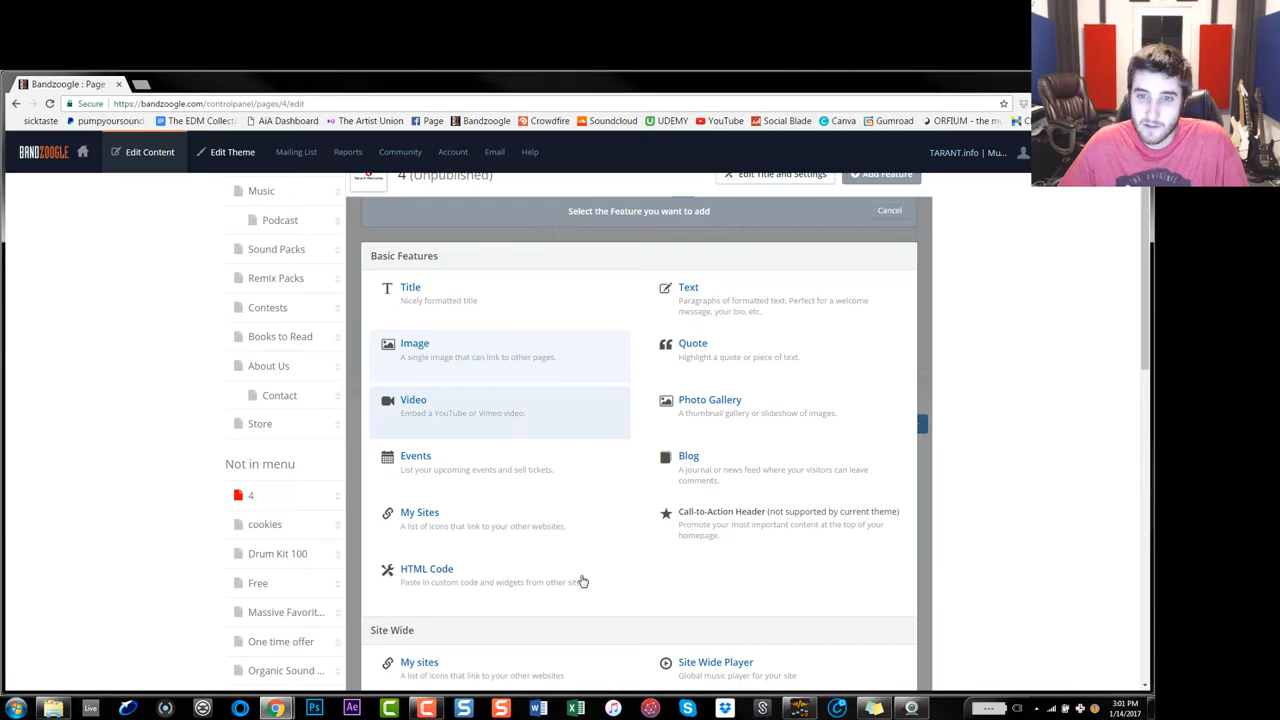 Bandzoogle : Page
Secure https://bandzoogle.com/controlpanel/pages/4/edit
sicktaste pumpyoursound The EDM Collect AiA Dashboard The Artist Union Page Bandzoogle Crowdfire Soundcloud UDEMY YouTube Social Blade Canva Gumroad ORFIUM - the m
BANDZOOGLE Edit Content Edit Theme Mailing List Reports Community Account Email Help TARANT.info | Mu...
4 (Unpublished) Edit Title and Settings Add Feature
Music
Podcast
Sound Packs
Remix Packs
Contests
Books to Read
About Us
Contact
Store
Not in menu
4
cookies
Drum Kit 100
Free
Massive Favorit...
One time offer
Organic Sound ...
Select the Feature you want to add Cancel
Basic Features
Title
Nicely formatted title
Text
Paragraphs of formatted text. Perfect for a welcome
message, your bio, etc.
Image
A single image that can link to other pages.
Quote
Highlight a quote or piece of text.
Video
Embed a YouTube or Vimeo video.
Photo Gallery
A thumbnail gallery or slideshow of images.
Events
List your upcoming events and sell tickets.
Blog
A journal or news feed where your visitors can leave
comments.
My Sites
A list of icons that link to your other websites.
Call-to-Action Header (not supported by current theme)
Promote your most important content at the top of your
homepage.
HTML Code
Paste in custom code and widgets from other sit
Site Wide
My sites
A list of icons that link to your other websites
Site Wide Player
Global music player for your site
Live Ps Ae
3:01 PM
1/14/2017